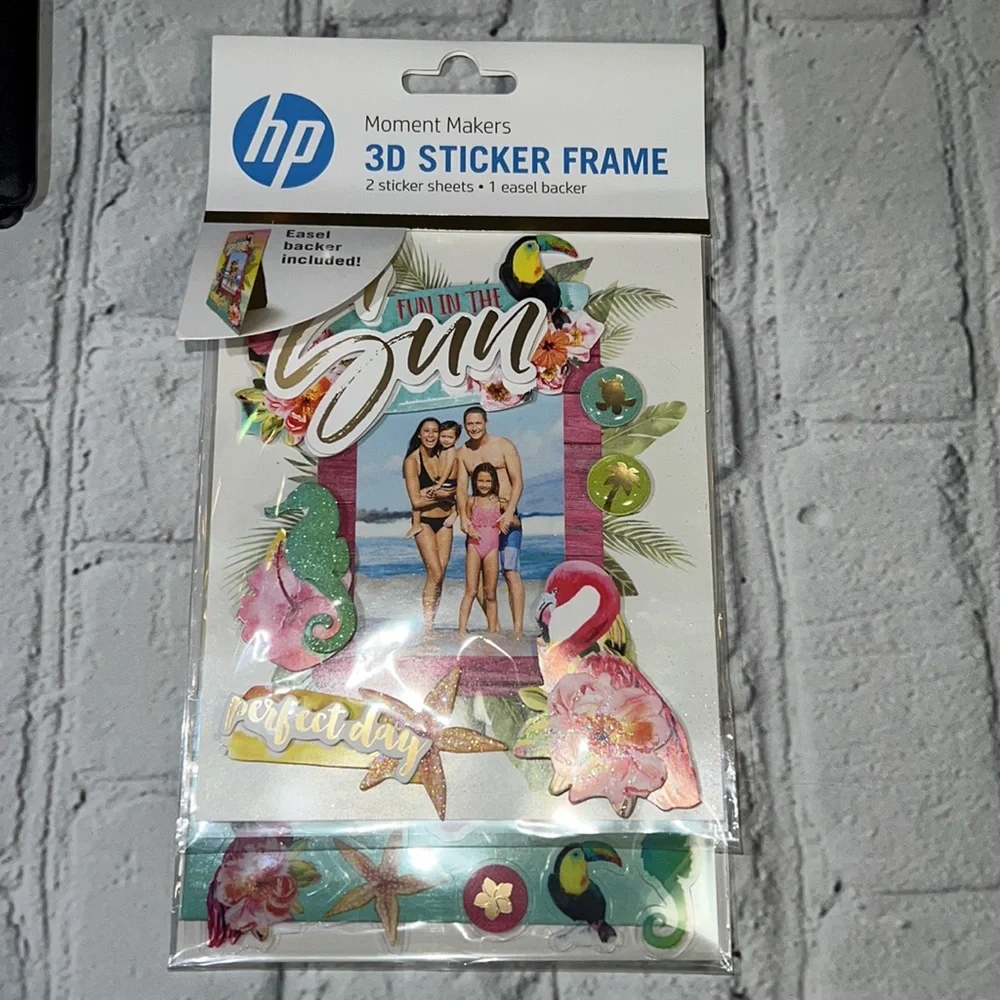 hp
Moment Makers
3D STICKER FRAME
2 sticker sheets • 1 easel backer
Easel
backer
included!
FUN IN THE
Sun
perfect day